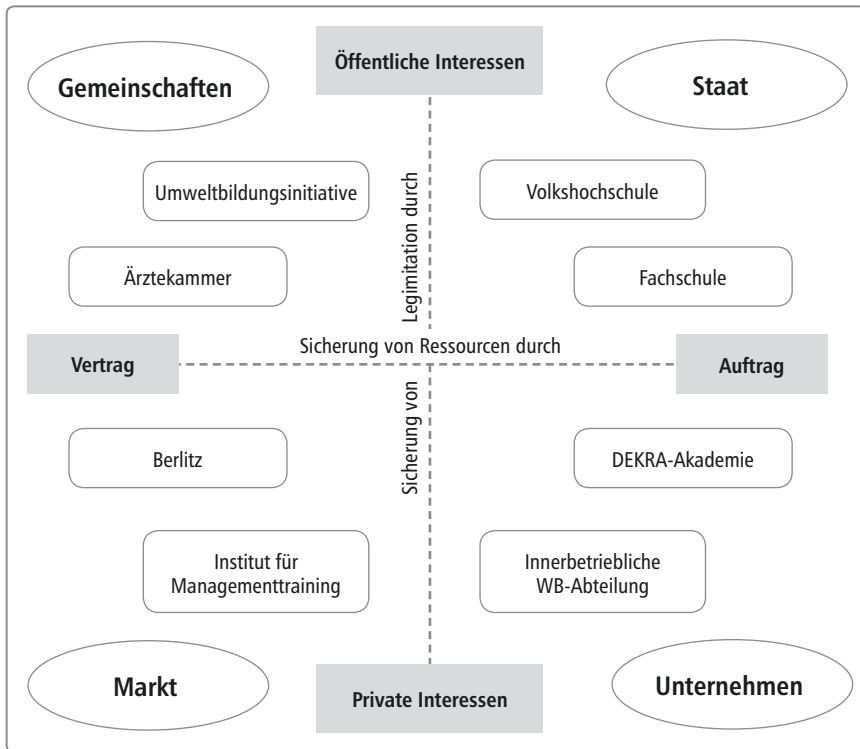 Öffentliche Interessen
Gemeinschaften
Staat
Umweltbildungsinitiative
Volkshochschule
Ärztekammer
Fachschule
Legimitation durch
Sicherung von Ressourcen durch
Vertrag
Auftrag
Sicherung von
Berlitz
DEKRA-Akademie
Institut für
Managementtraining
Innerbetriebliche
WB-Abteilung
Markt
Unternehmen
Private Interessen